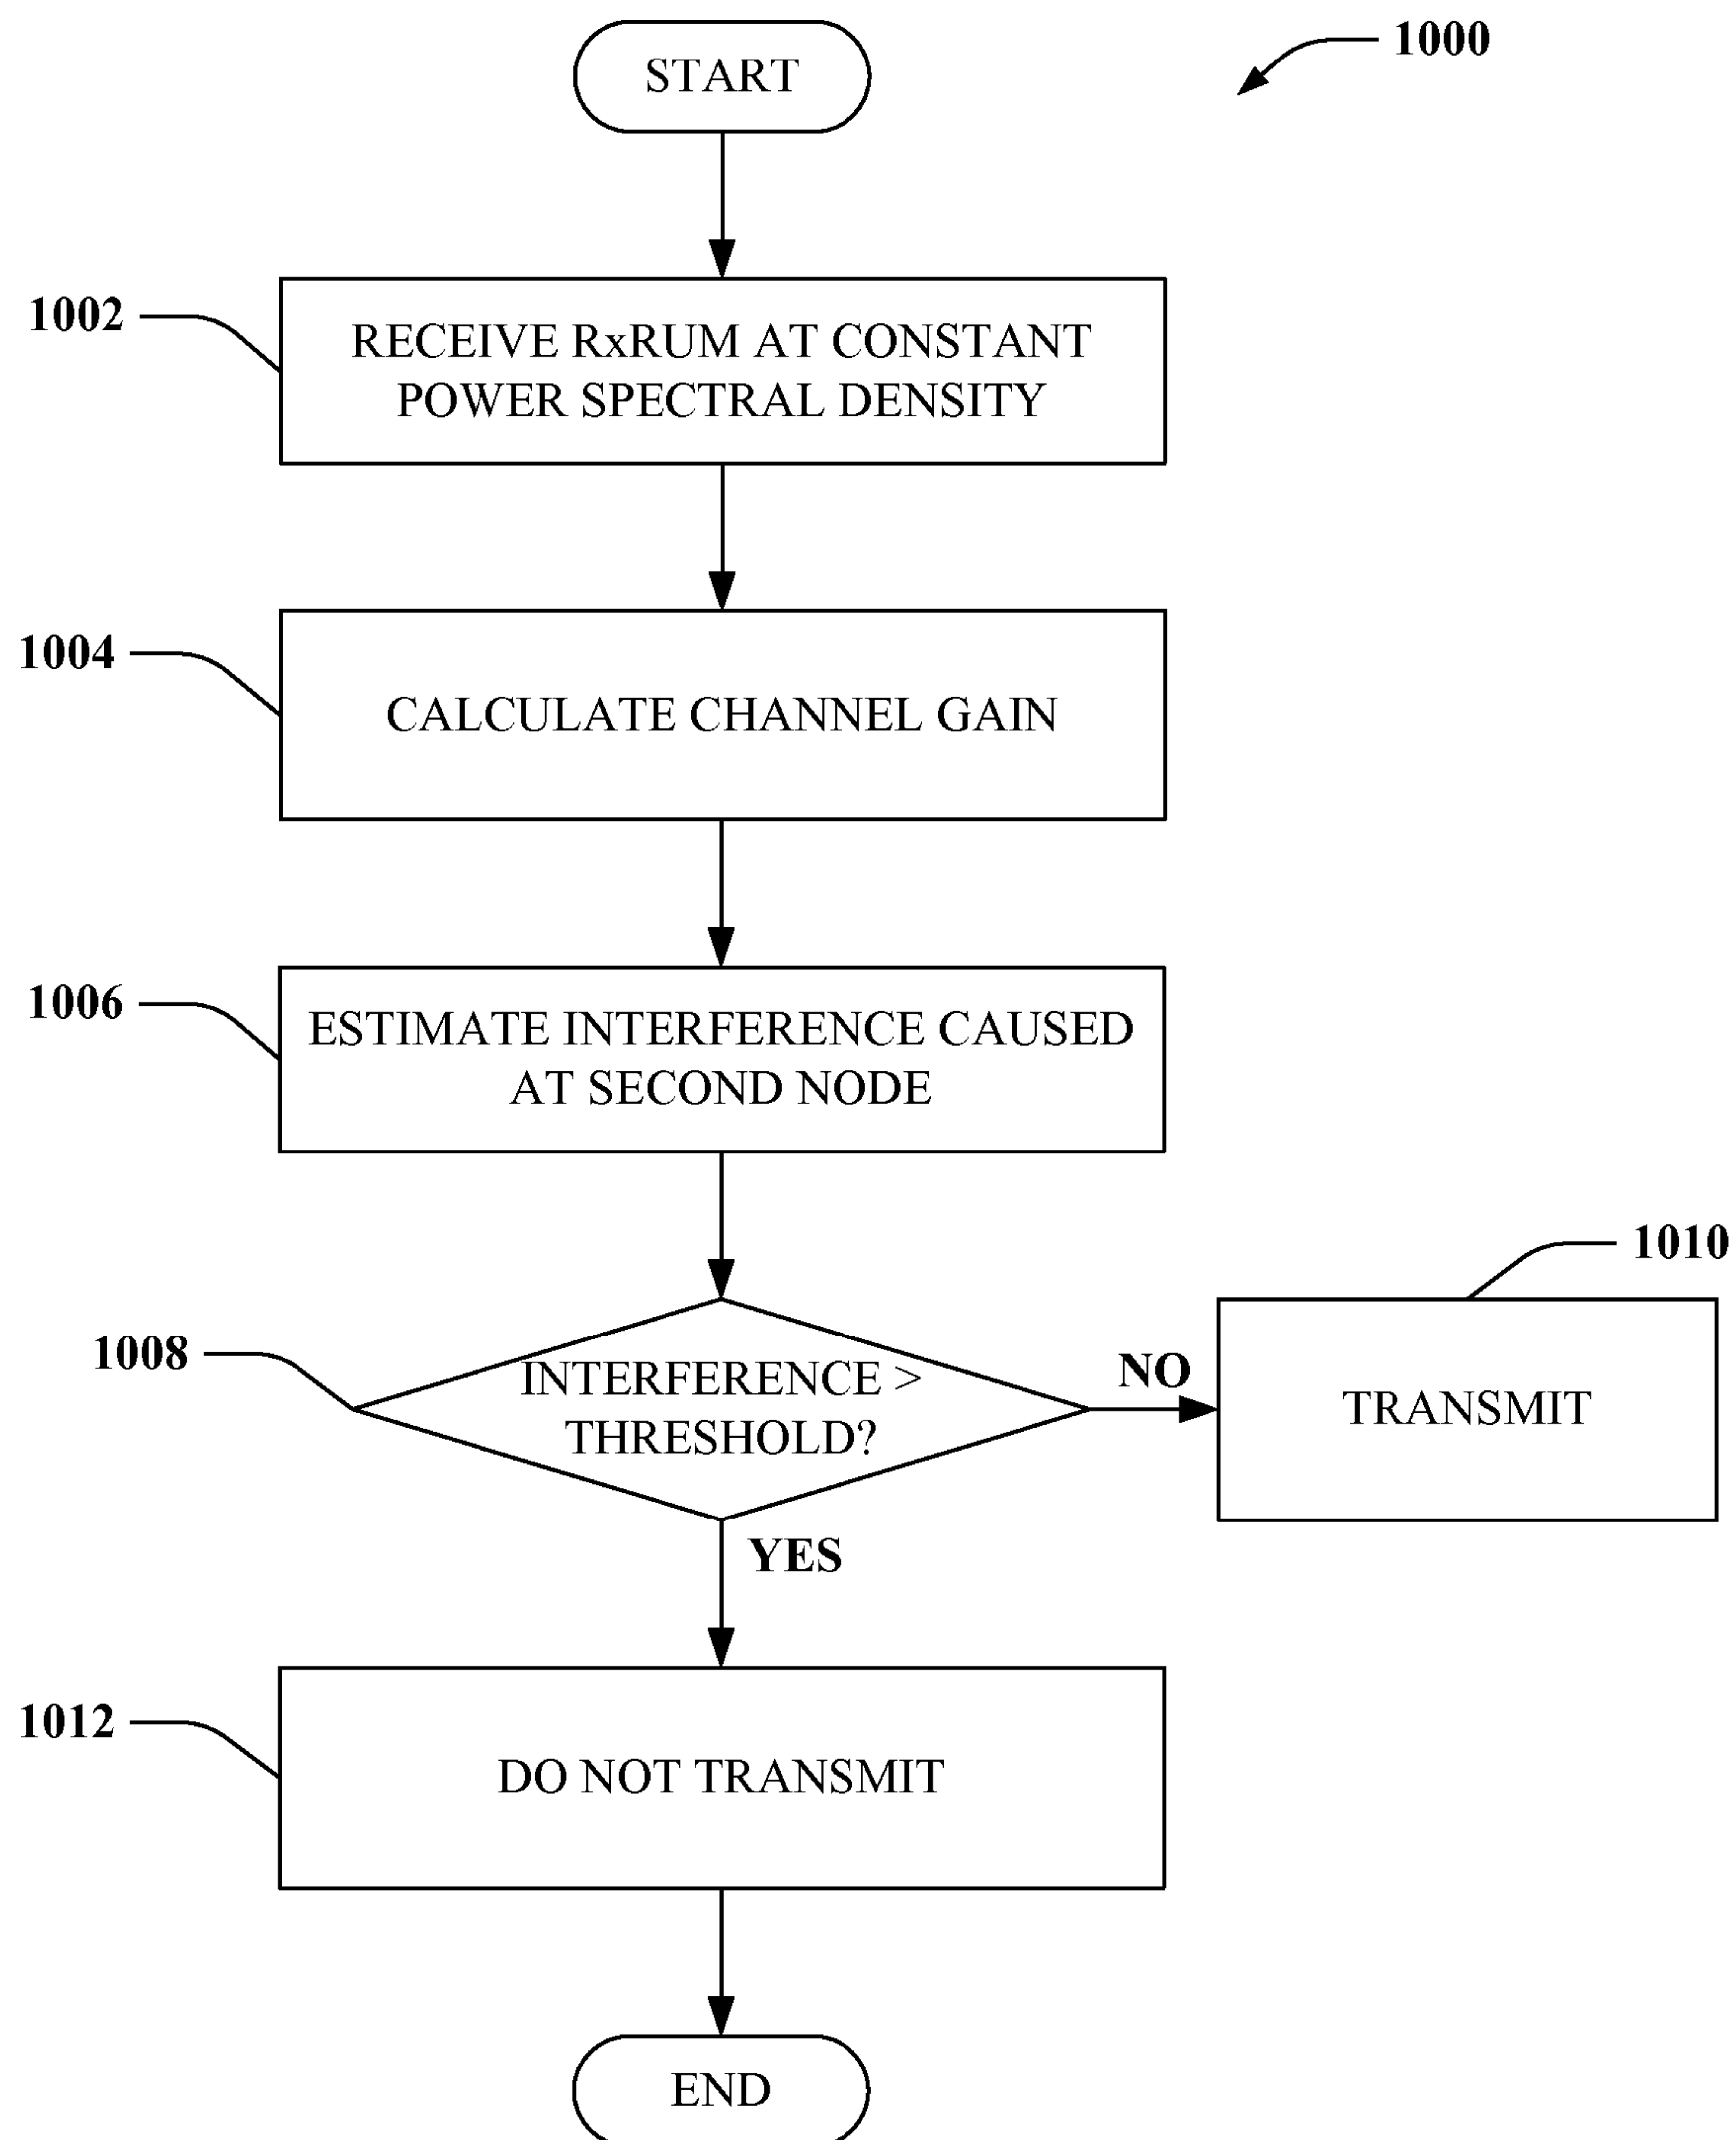 START
1000
1002
RECEIVE RxRUM AT CONSTANT
POWER SPECTRAL DENSITY
1004
CALCULATE CHANNEL GAIN
1006
ESTIMATE INTERFERENCE CAUSED
AT SECOND NODE
1008
INTERFERENCE >
THRESHOLD?
NO
1010
TRANSMIT
YES
1012
DO NOT TRANSMIT
END